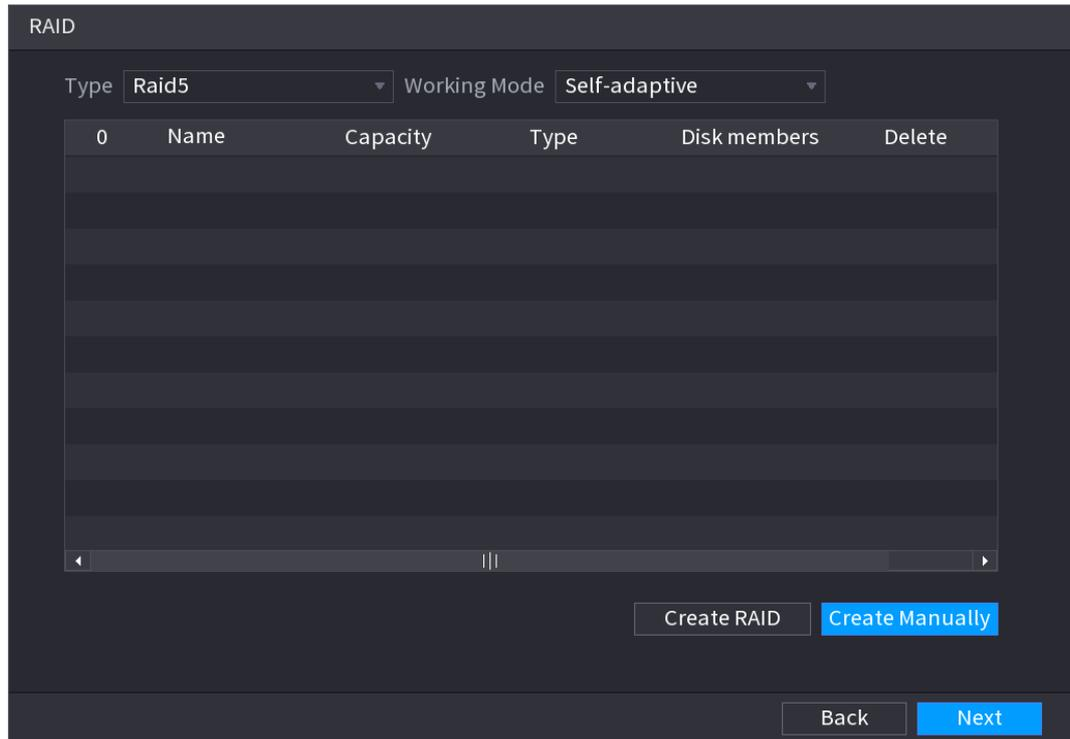 RAID
Type Raid5 Working Mode Self-adaptive
0 Name Capacity Type Disk members Delete
Create RAID Create Manually
Back Next